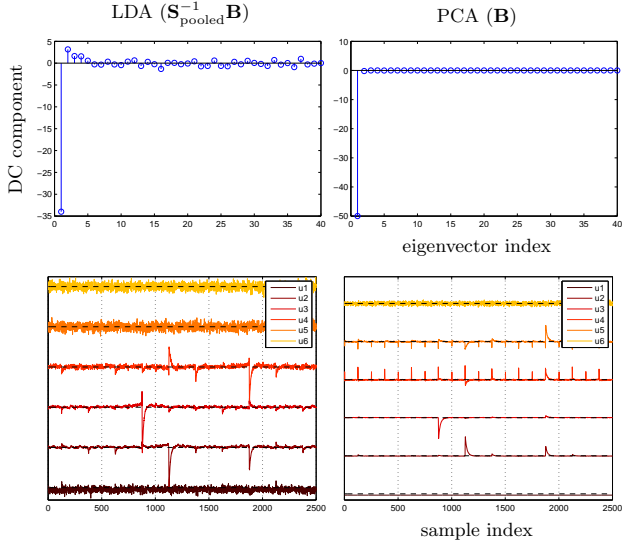 LDA (S⁻¹pooled B)
PCA (B)
DC component
5
0
−5
−10
−15
−20
−25
−30
−35
0 5 10 15 20 25 30 35 40
10
0
−10
−20
−30
−40
−50
0 5 10 15 20 25 30 35 40
eigenvector index
u1
u2
u3
u4
u5
u6
0 500 1000 1500 2000 2500
u1
u2
u3
u4
u5
u6
0 500 1000 1500 2000 2500
sample index